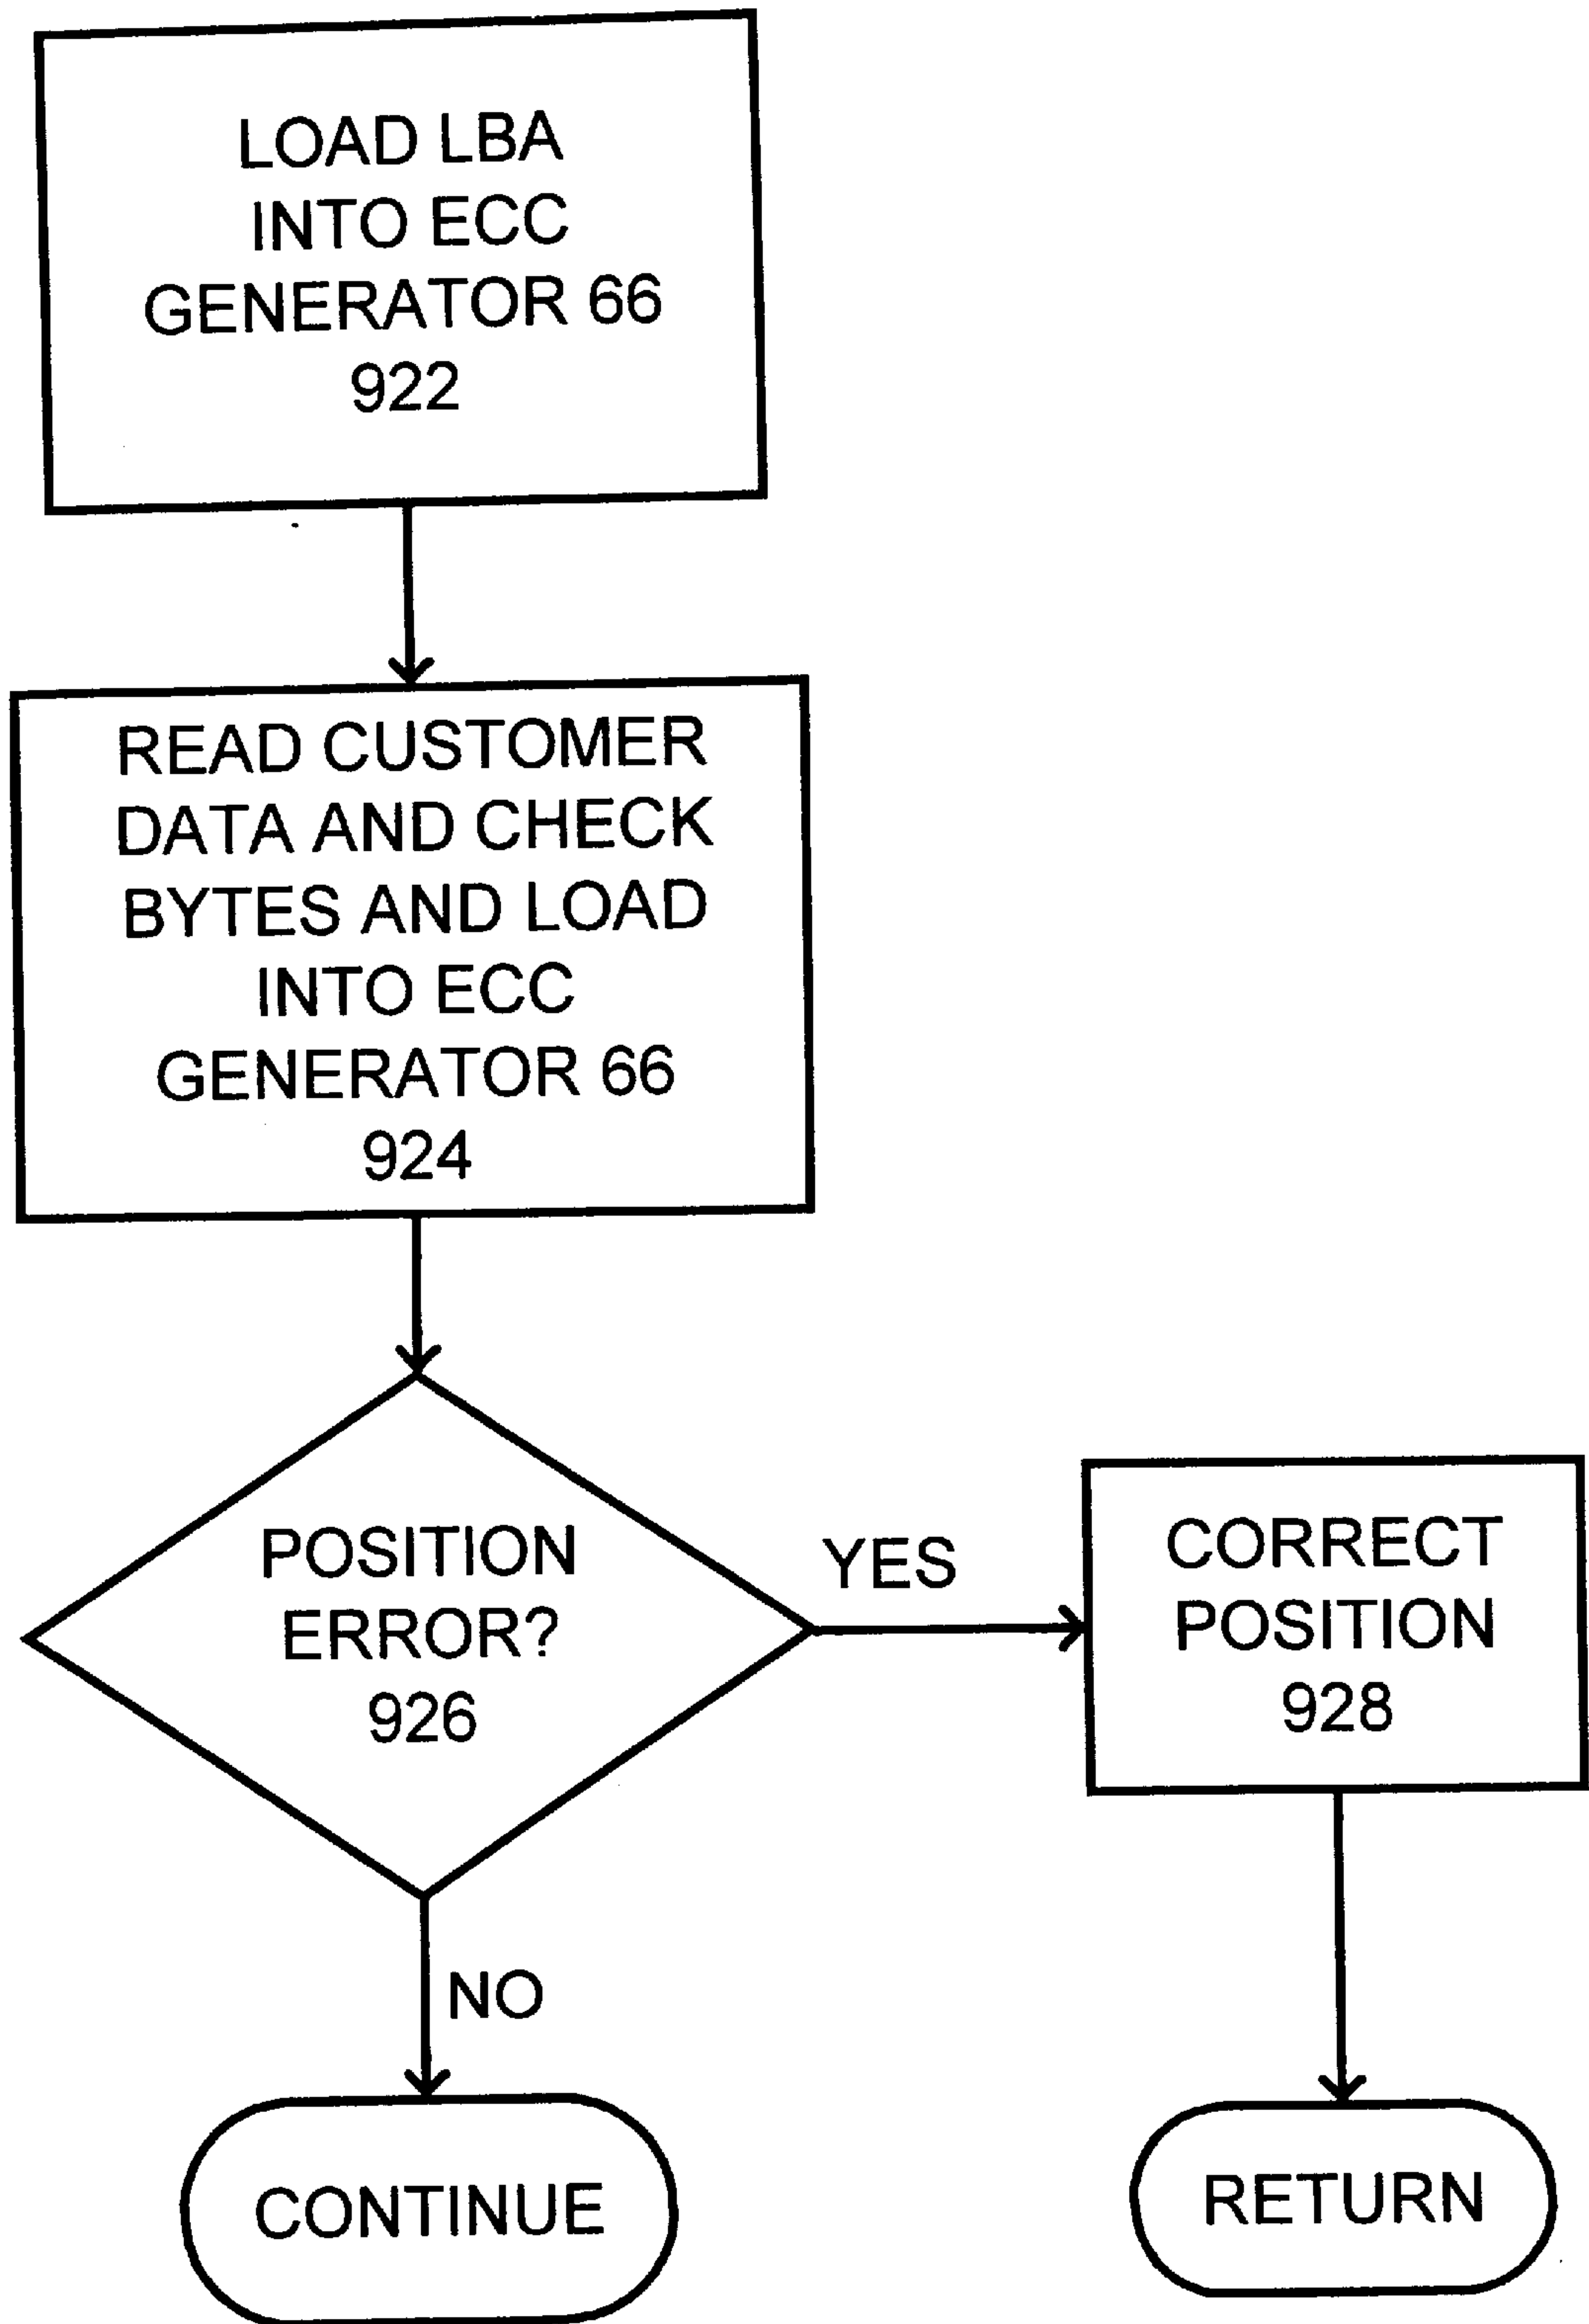 LOAD LBA
INTO ECC
GENERATOR 66
922
READ CUSTOMER
DATA AND CHECK
BYTES AND LOAD
INTO ECC
GENERATOR 66
924
POSITION
ERROR?
926
YES
CORRECT
POSITION
928
NO
CONTINUE
RETURN